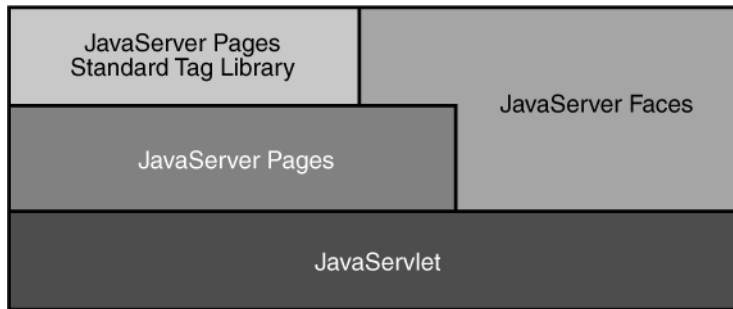 JavaServer Pages
Standard Tag Library
JavaServer Faces
JavaServer Pages
JavaServlet